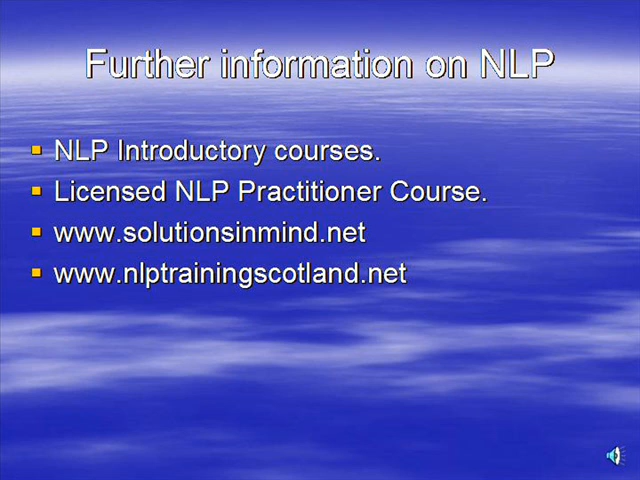 Further information on NLP
NLP Introductory courses.
Licensed NLP Practitioner Course.
www.solutionsinmind.net
www.nlptrainingscotland.net